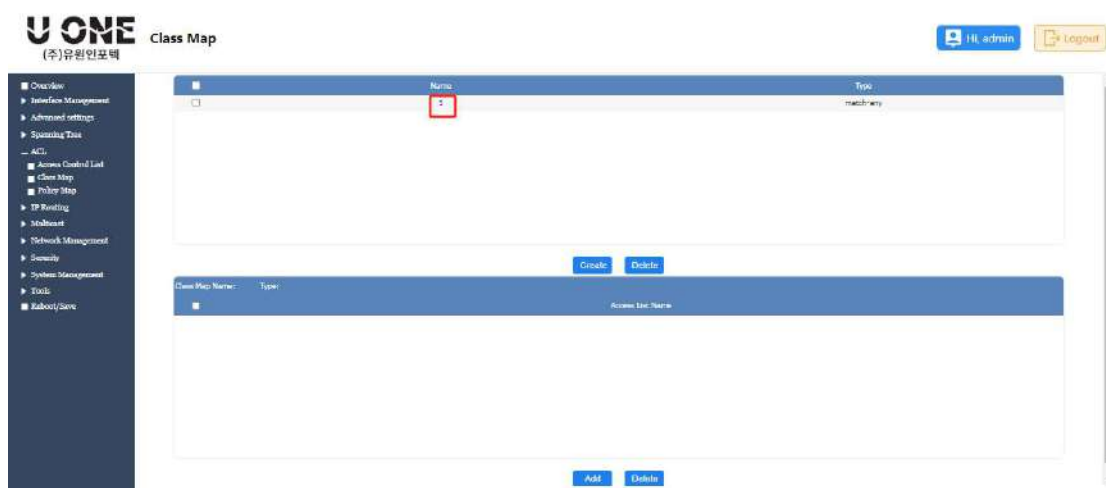 U ONE
(주)유원인포텍
Class Map
Hi, admin
Logout
Overview
Interface Management
Advanced settings
Spanning Tree
ACL
Access Control List
Class Map
Policy Map
IP Routing
Multicast
Network Management
Security
System Management
Tools
Reboot/Save
Name Type
match-any
Create Delete
Class Map Name: Type:
Access List Name
Add Delete